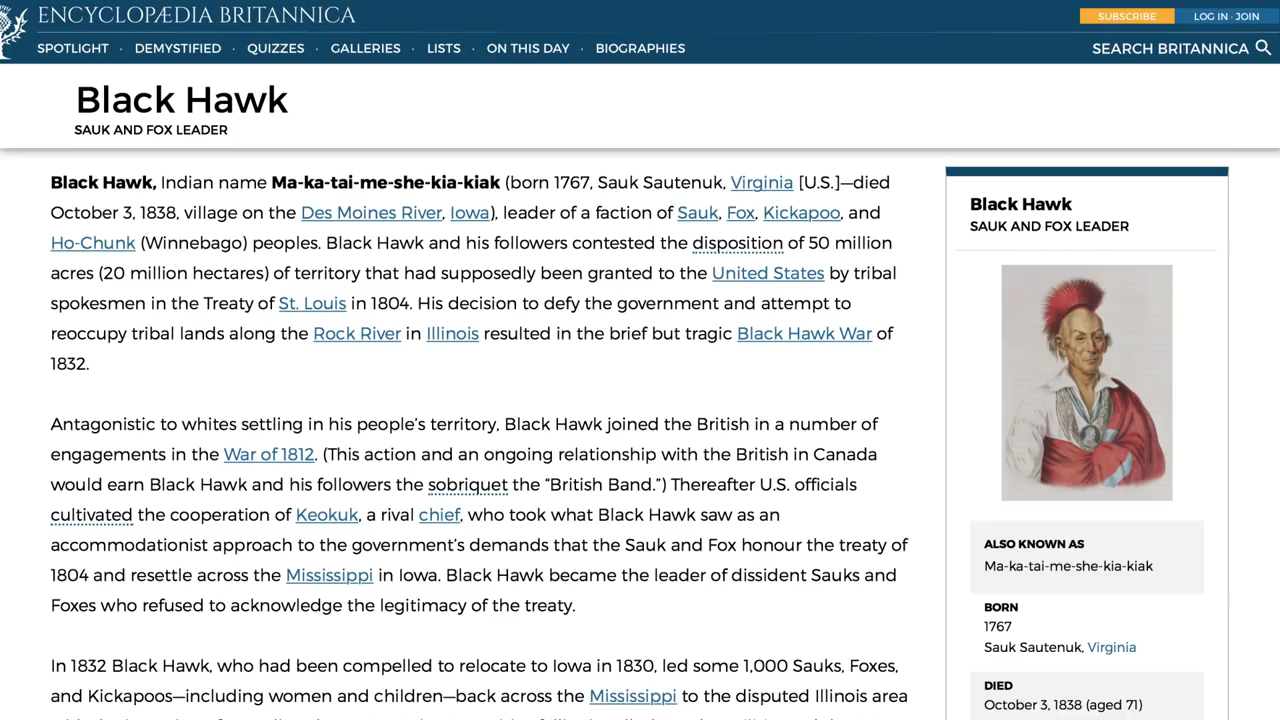 ENCYCLOPÆDIA BRITANNICA
SUBSCRIBE
LOG IN · JOIN
SPOTLIGHT · DEMYSTIFIED · QUIZZES · GALLERIES · LISTS · ON THIS DAY · BIOGRAPHIES
SEARCH BRITANNICA
Black Hawk
SAUK AND FOX LEADER
Black Hawk, Indian name Ma-ka-tai-me-she-kia-kiak (born 1767, Sauk Sautenuk, Virginia [U.S.]—died
October 3, 1838, village on the Des Moines River, Iowa), leader of a faction of Sauk, Fox, Kickapoo, and
Ho-Chunk (Winnebago) peoples. Black Hawk and his followers contested the disposition of 50 million
acres (20 million hectares) of territory that had supposedly been granted to the United States by tribal
spokesmen in the Treaty of St. Louis in 1804. His decision to defy the government and attempt to
reoccupy tribal lands along the Rock River in Illinois resulted in the brief but tragic Black Hawk War of
1832.
Antagonistic to whites settling in his people's territory, Black Hawk joined the British in a number of
engagements in the War of 1812. (This action and an ongoing relationship with the British in Canada
would earn Black Hawk and his followers the sobriquet the “British Band.”) Thereafter U.S. officials
cultivated the cooperation of Keokuk, a rival chief, who took what Black Hawk saw as an
accommodationist approach to the government's demands that the Sauk and Fox honour the treaty of
1804 and resettle across the Mississippi in Iowa. Black Hawk became the leader of dissident Sauks and
Foxes who refused to acknowledge the legitimacy of the treaty.
In 1832 Black Hawk, who had been compelled to relocate to Iowa in 1830, led some 1,000 Sauks, Foxes,
and Kickapoos—including women and children—back across the Mississippi to the disputed Illinois area
Black Hawk
SAUK AND FOX LEADER
ALSO KNOWN AS
Ma-ka-tai-me-she-kia-kiak
BORN
1767
Sauk Sautenuk, Virginia
DIED
October 3, 1838 (aged 71)